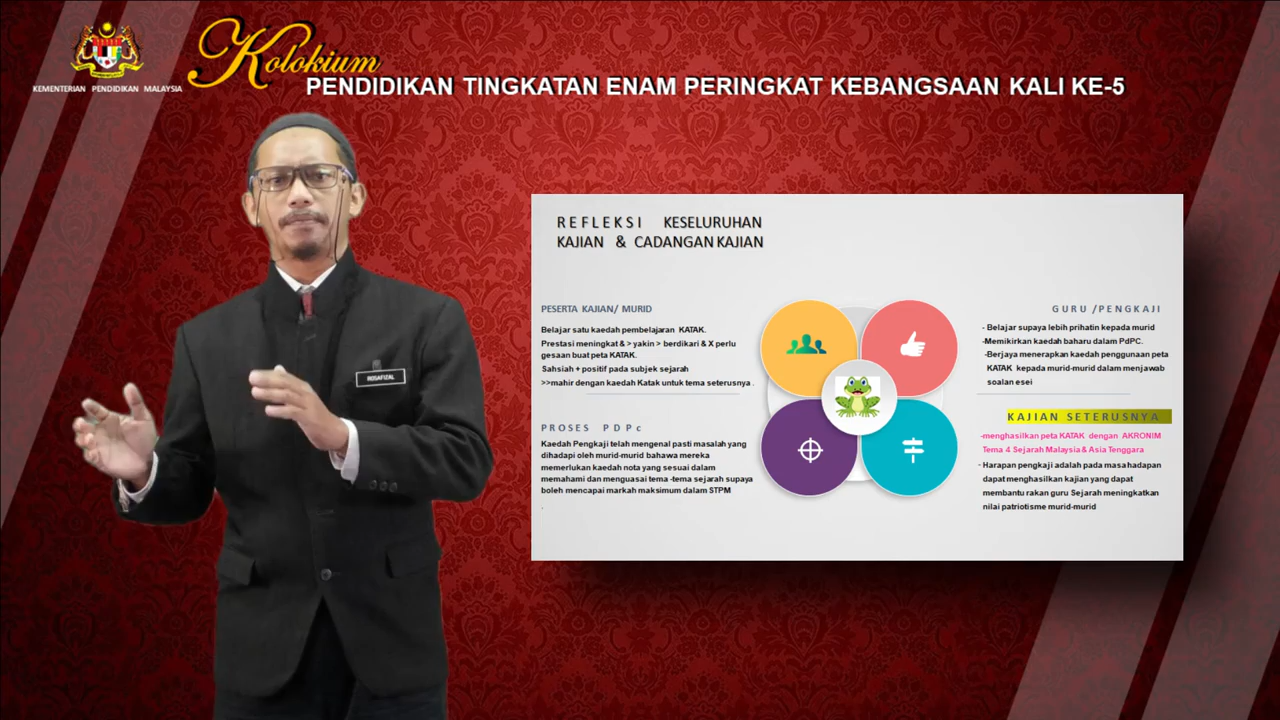 Kolokium
KEMENTERIAN PENDIDIKAN MALAYSIA
PENDIDIKAN TINGKATAN ENAM PERINGKAT KEBANGSAAN KALI KE-5
ROSAFIZAL
REFLEKSI KESELURUHAN
KAJIAN & CADANGAN KAJIAN
PESERTA KAJIAN/ MURID
Belajar satu kaedah pembelajaran KATAK.
Prestasi meningkat & > yakin > berdikari & X perlu
gesaan buat peta KATAK.
Sahsiah + positif pada subjek sejarah
>>mahir dengan kaedah Katak untuk tema seterusnya .
PROSES PDPc
Kaedah Pengkaji telah mengenal pasti masalah yang
dihadapi oleh murid-murid bahawa mereka
memerlukan kaedah nota yang sesuai dalam
memahami dan menguasai tema -tema sejarah supaya
boleh mencapai markah maksimum dalam STPM
.
GURU /PENGKAJI
- Belajar supaya lebih prihatin kepada murid
-Memikirkan kaedah baharu dalam PdPC.
-Berjaya menerapkan kaedah penggunaan peta
KATAK kepada murid-murid dalam menjawab
soalan esei
KAJIAN SETERUSNYA
-menghasilkan peta KATAK dengan AKRONIM
Tema 4 Sejarah Malaysia & Asia Tenggara
- Harapan pengkaji adalah pada masa hadapan
dapat menghasilkan kajian yang dapat
membantu rakan guru Sejarah meningkatkan
nilai patriotisme murid-murid